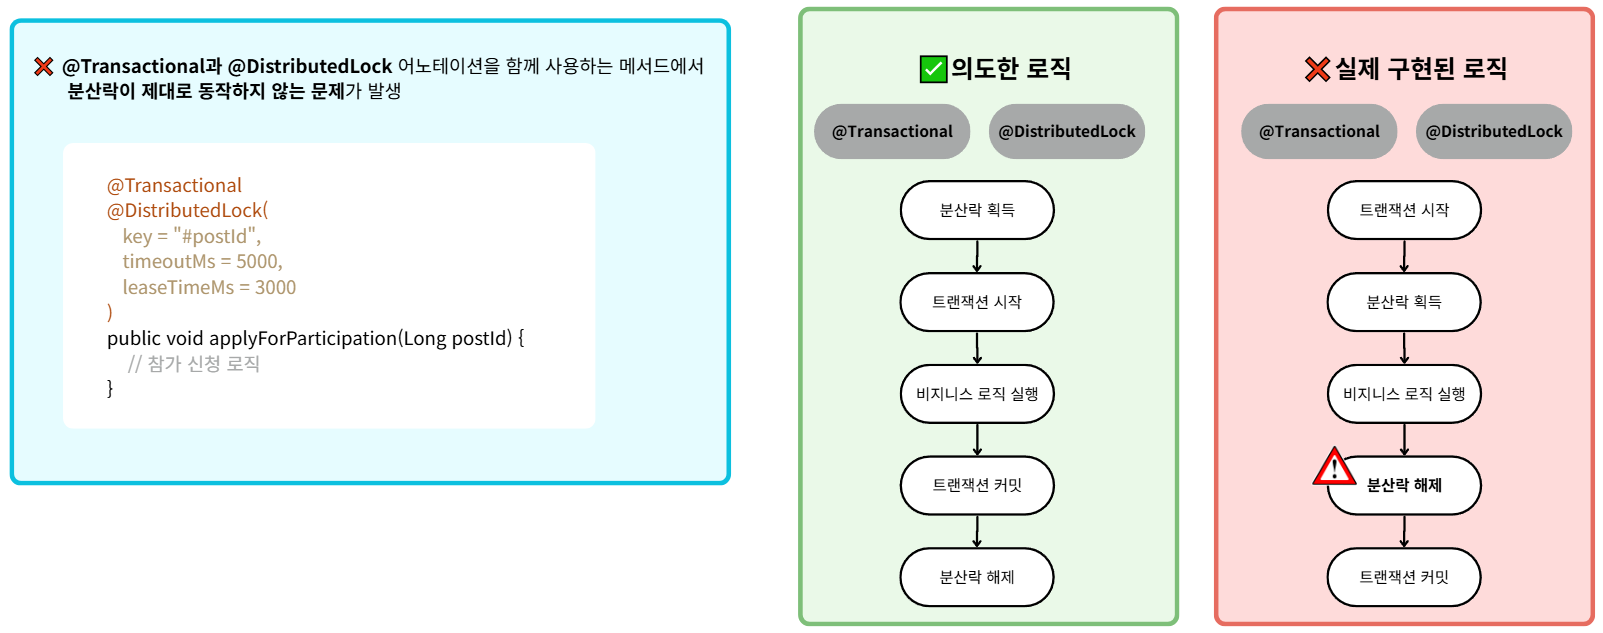 ❌ @Transactional과 @DistributedLock 어노테이션을 함께 사용하는 메서드에서
분산락이 제대로 동작하지 않는 문제가 발생
@Transactional
@DistributedLock(
key = "#postId",
timeoutMs = 5000,
leaseTimeMs = 3000
)
public void applyForParticipation(Long postId) {
// 참가 신청 로직
}
✅ 의도한 로직
@Transactional
@DistributedLock
분산락 획득
트랜잭션 시작
비지니스 로직 실행
트랜잭션 커밋
분산락 해제
❌ 실제 구현된 로직
@Transactional
@DistributedLock
트랜잭션 시작
분산락 획득
비지니스 로직 실행
분산락 해제
트랜잭션 커밋